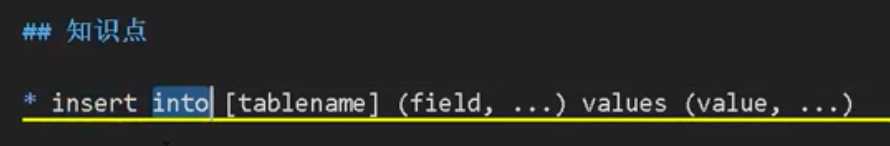 ## 知识点
* insert into [tablename] (field, ...) values (value, ...)